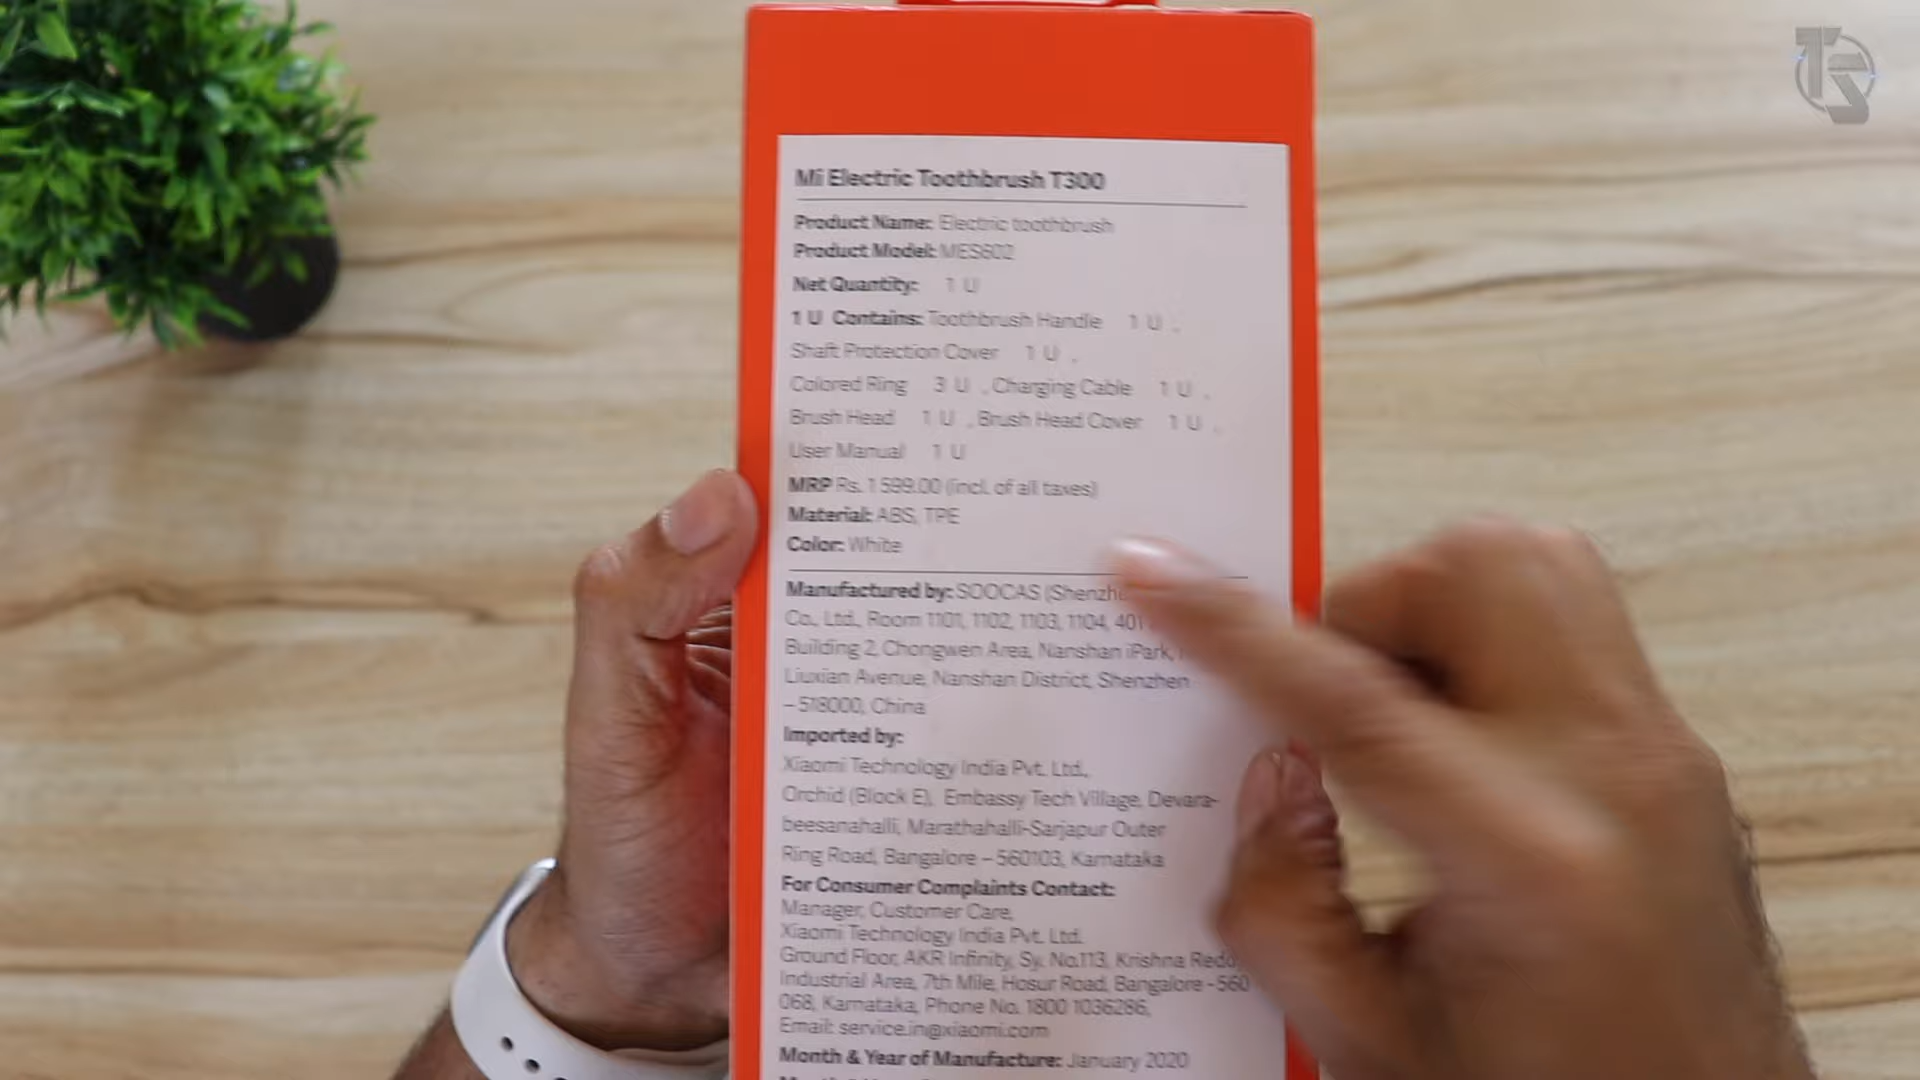 Mi Electric Toothbrush T300
Product Name: Electric toothbrush
Product Model: MES602
Net Quantity: 1 U
1 U Contains: Toothbrush Handle 1 U ,
Shaft Protection Cover 1 U ,
Colored Ring 3 U , Charging Cable 1 U ,
Brush Head 1 U , Brush Head Cover 1 U ,
User Manual 1 U
MRP Rs. 1 599.00 (incl. of all taxes)
Material: ABS, TPE
Color: White
Manufactured by: SOOCAS
Co., Ltd., Room 1101, 1102, 1103, 1104, 401
Building 2, Chongwen Area, Nanshan iPark,
Liuxian Avenue, Nanshan District, Shenzhen
– 518000, China
Imported by:
Xiaomi Technology India Pvt. Ltd.,
Orchid (Block E), Embassy Tech Village, Devara-
beesanahalli, Marathahalli-Sarjapur Outer
Ring Road, Bangalore – 560103, Karnataka
For Consumer Complaints Contact:
Manager, Customer Care,
Xiaomi Technology India Pvt. Ltd.
Ground Floor, AKR Infinity, Sy. No.113, Krishna
Industrial Area, 7th Mile, Hosur Road, Bangalore - 560
068, Karnataka, Phone No. 1800 1036286,
Email: service.in@xiaomi.com
Month & Year of Manufacture: January 2020